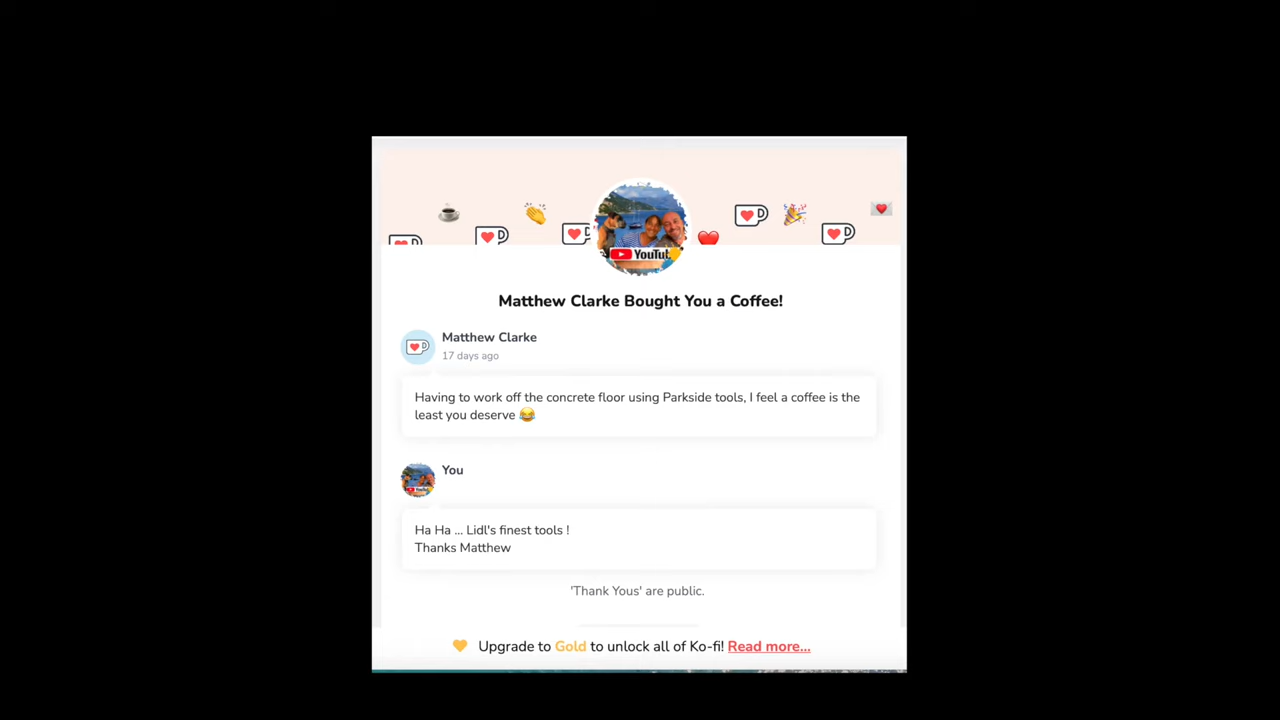 YouTub
Matthew Clarke Bought You a Coffee!
Matthew Clarke
17 days ago
Having to work off the concrete floor using Parkside tools, I feel a coffee is the
least you deserve 😂
You
Ha Ha ... Lidl's finest tools !
Thanks Matthew
'Thank Yous' are public.
Upgrade to Gold to unlock all of Ko-fi! Read more...